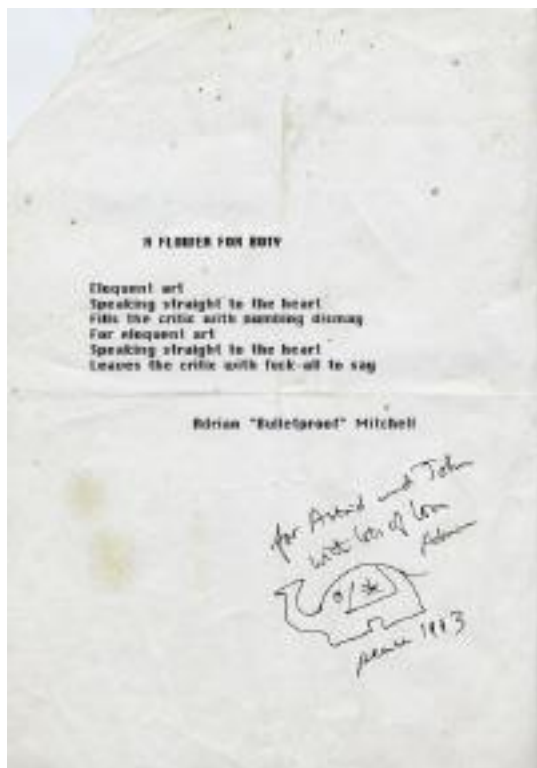 A FLOWER FOR BOTY
Eloquent art
Speaking straight to the heart
Fills the critic with numbing dismay
For eloquent art
Speaking straight to the heart
Leaves the critic with fuck-all to say
Adrian "Bulletproof" Mitchell
for Astrid and John
with lots of love
Adrian
peace 1993